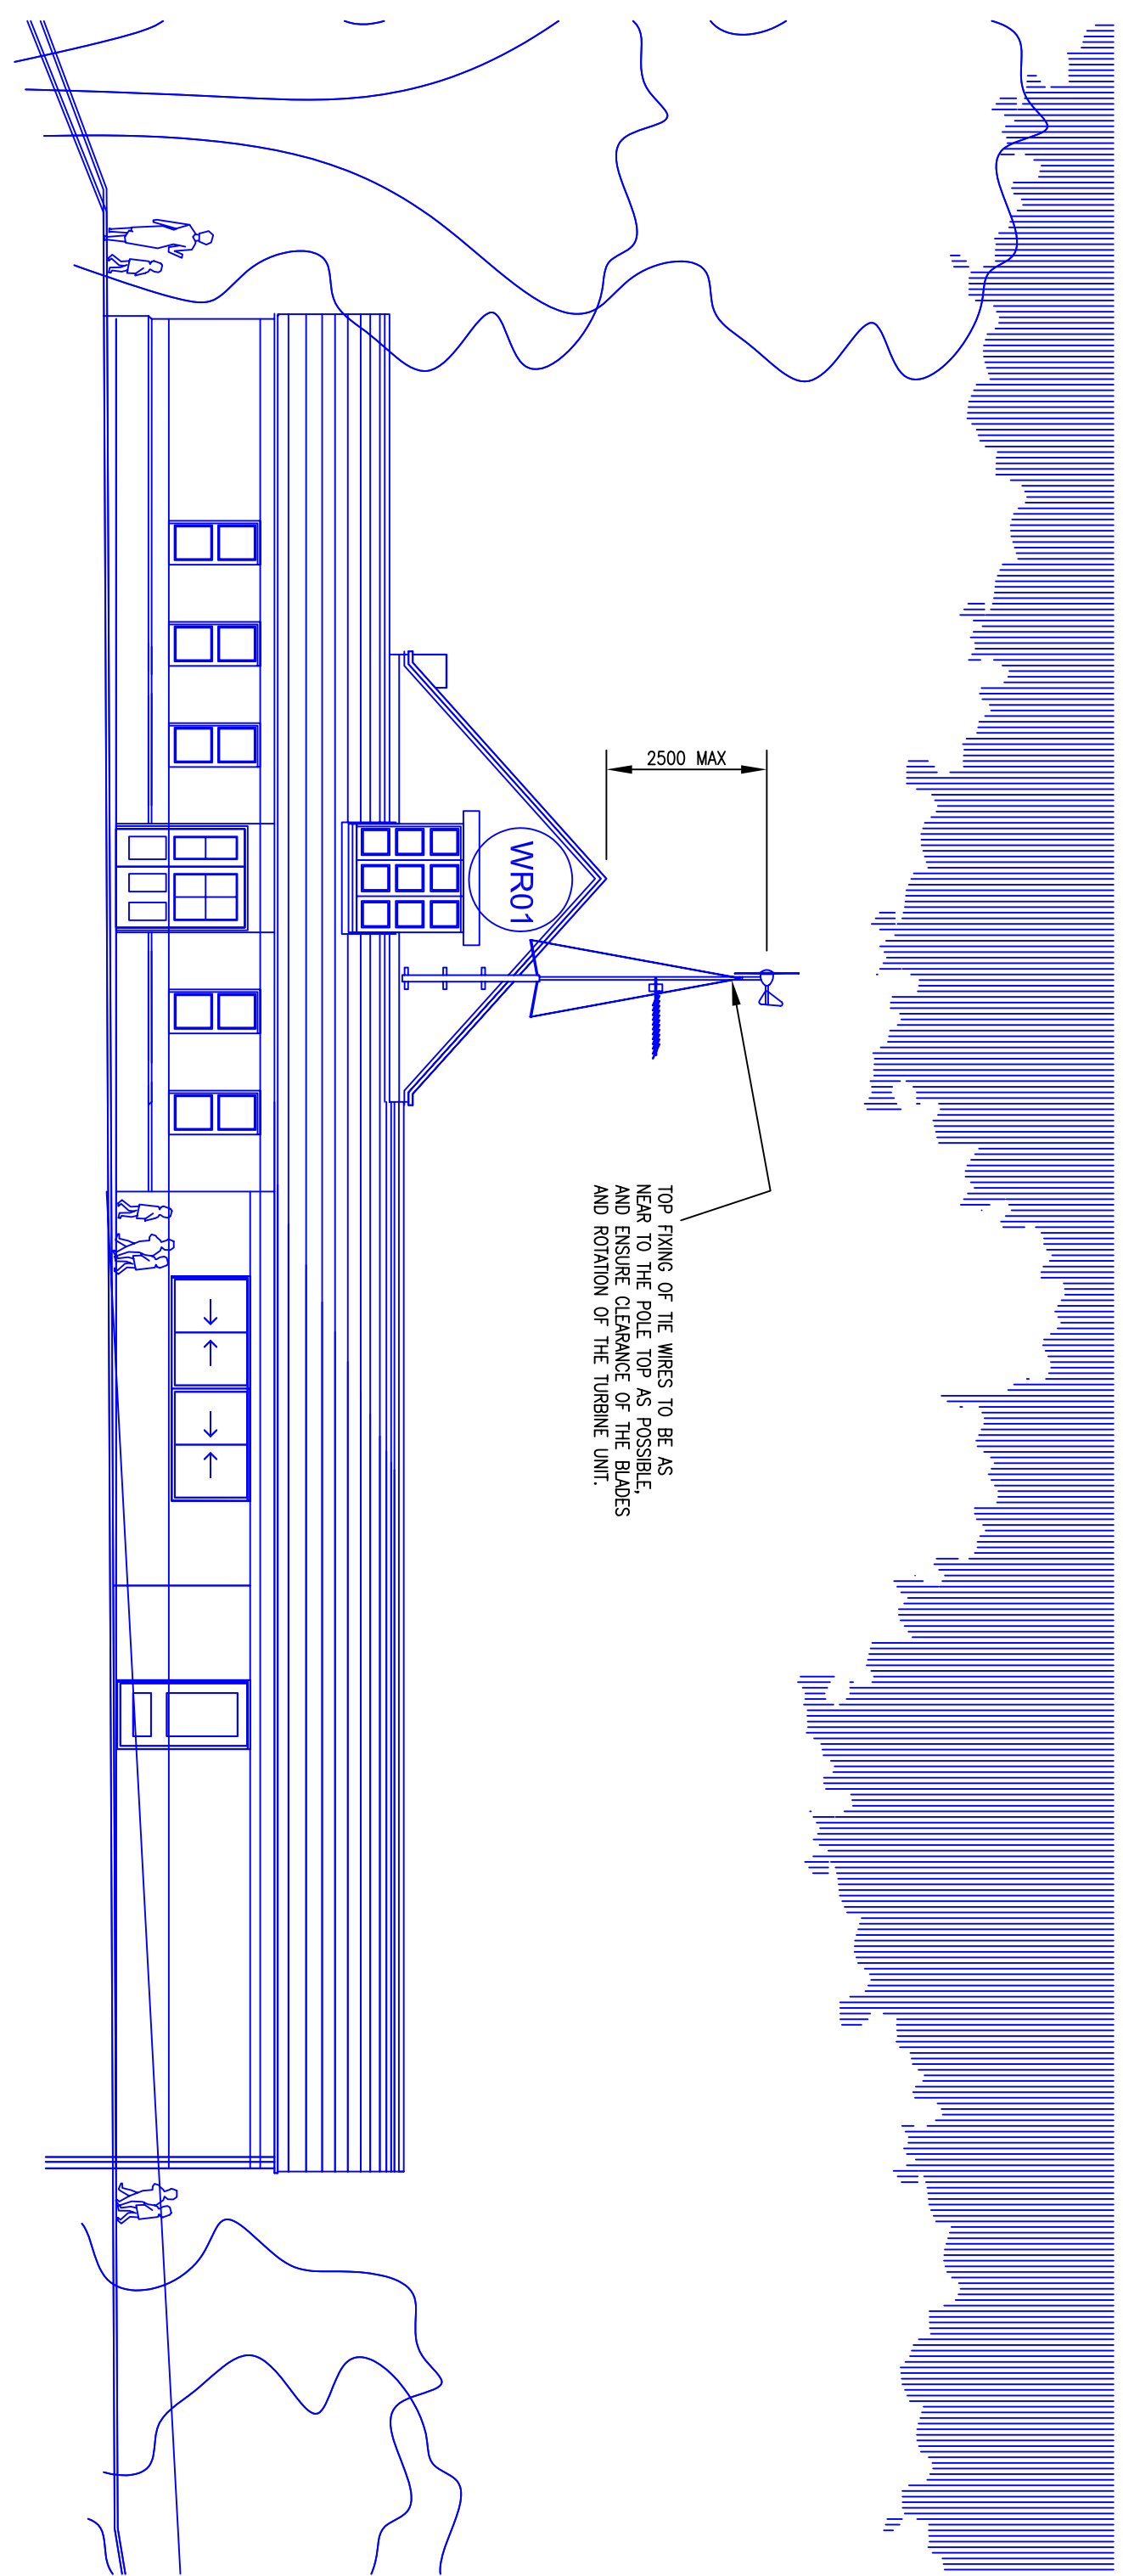 2500 MAX
WR01
TOP FIXING OF TIE WIRES TO BE AS
NEAR TO THE POLE TOP AS POSSIBLE,
AND ENSURE CLEARANCE OF THE BLADES
AND ROTATION OF THE TURBINE UNIT.